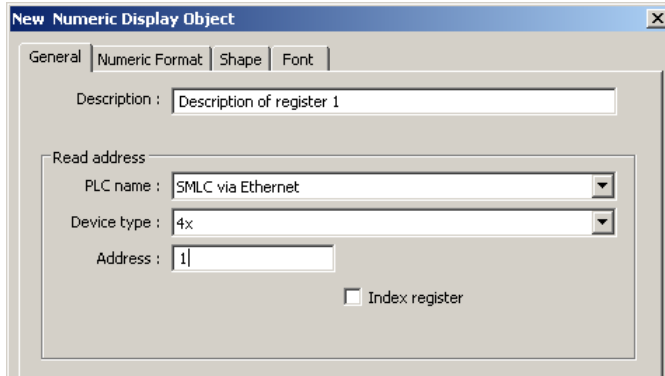 New Numeric Display Object
General Numeric Format Shape Font
Description : Description of register 1
Read address
PLC name : SMLC via Ethernet
Device type : 4x
Address : 1
Index register